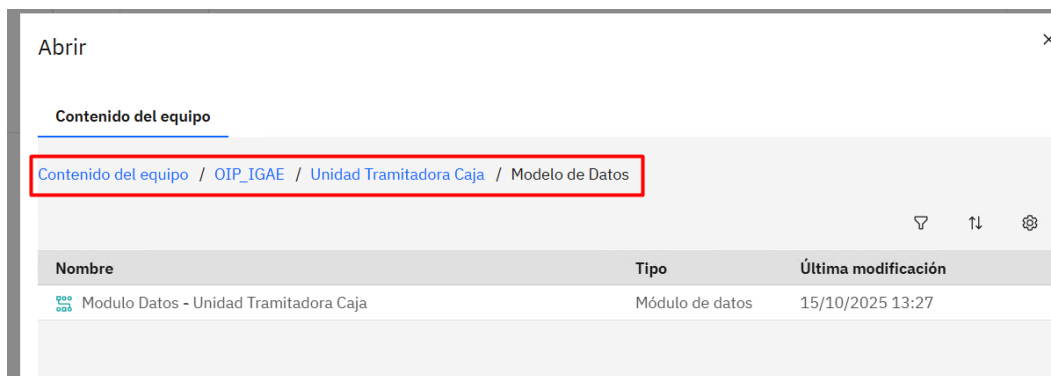 Abrir
Contenido del equipo
Contenido del equipo / OIP_IGAE / Unidad Tramitadora Caja / Modelo de Datos
Nombre Tipo Última modificación
Modulo Datos - Unidad Tramitadora Caja Módulo de datos 15/10/2025 13:27